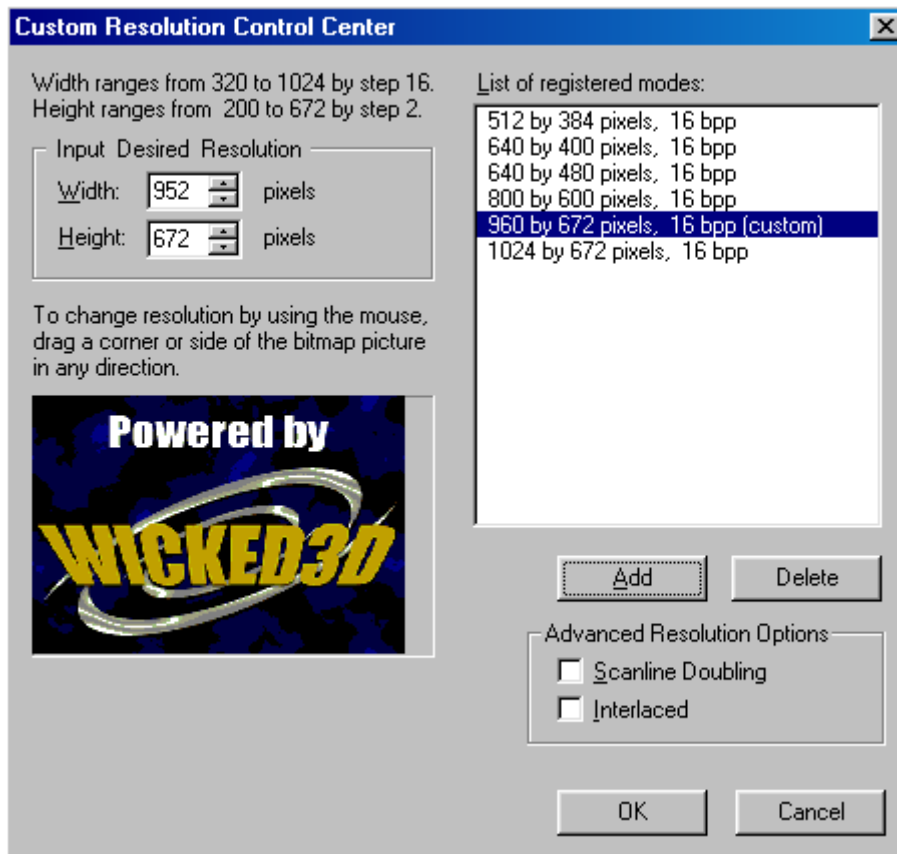 Custom Resolution Control Center
Width ranges from 320 to 1024 by step 16.
Height ranges from 200 to 672 by step 2.
Input Desired Resolution
Width: 952 pixels
Height: 672 pixels
To change resolution by using the mouse,
drag a corner or side of the bitmap picture
in any direction.
Powered by
WICKED3D
List of registered modes:
512 by 384 pixels, 16 bpp
640 by 400 pixels, 16 bpp
640 by 480 pixels, 16 bpp
800 by 600 pixels, 16 bpp
960 by 672 pixels, 16 bpp (custom)
1024 by 672 pixels, 16 bpp
Add
Delete
Advanced Resolution Options
Scanline Doubling
Interlaced
OK
Cancel